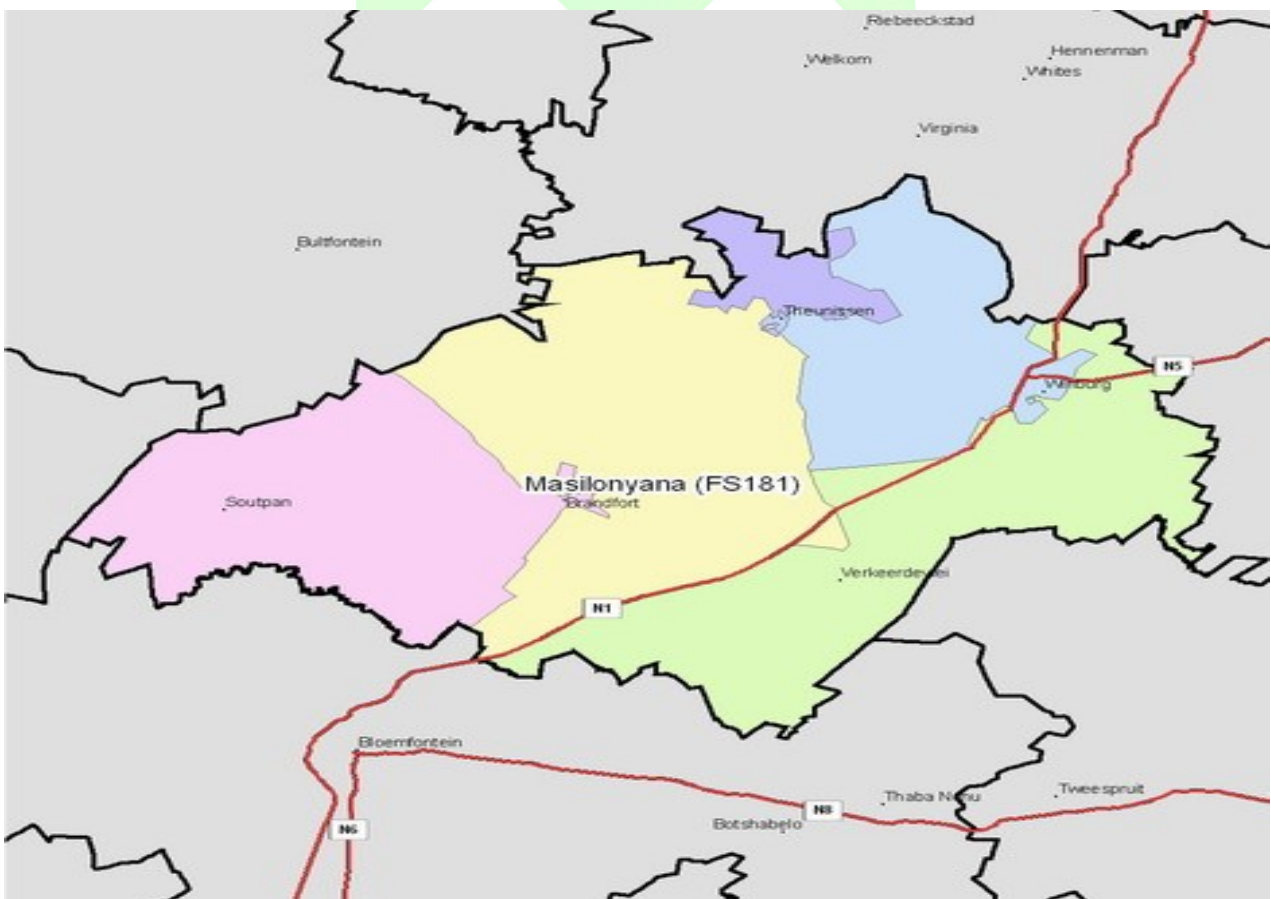 Riebeeckstad
Welkom
Hennenman
Whites
Virginia
Bultfontein
Theunissen
N5
Winburg
Masilonyana (FS181)
Soutpan
Brandfort
Verkeerdevlei
N1
Bloemfontein
Thaba Nchu
Tweespruit
N8
Botshabelo
N6